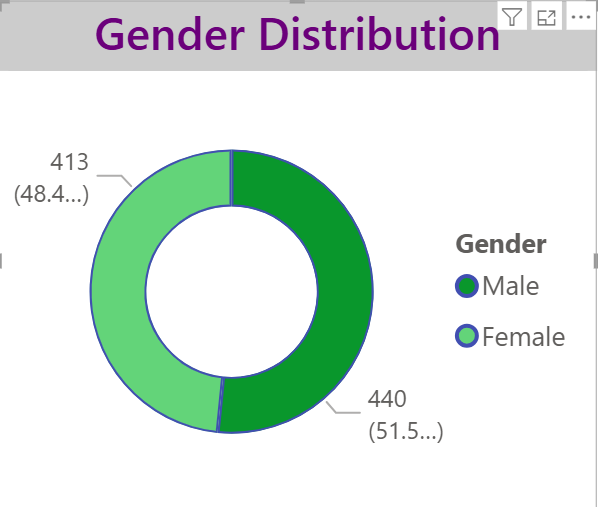 Gender Distribution
413
(48.4...)
Gender
Male
Female
440
(51.5...)